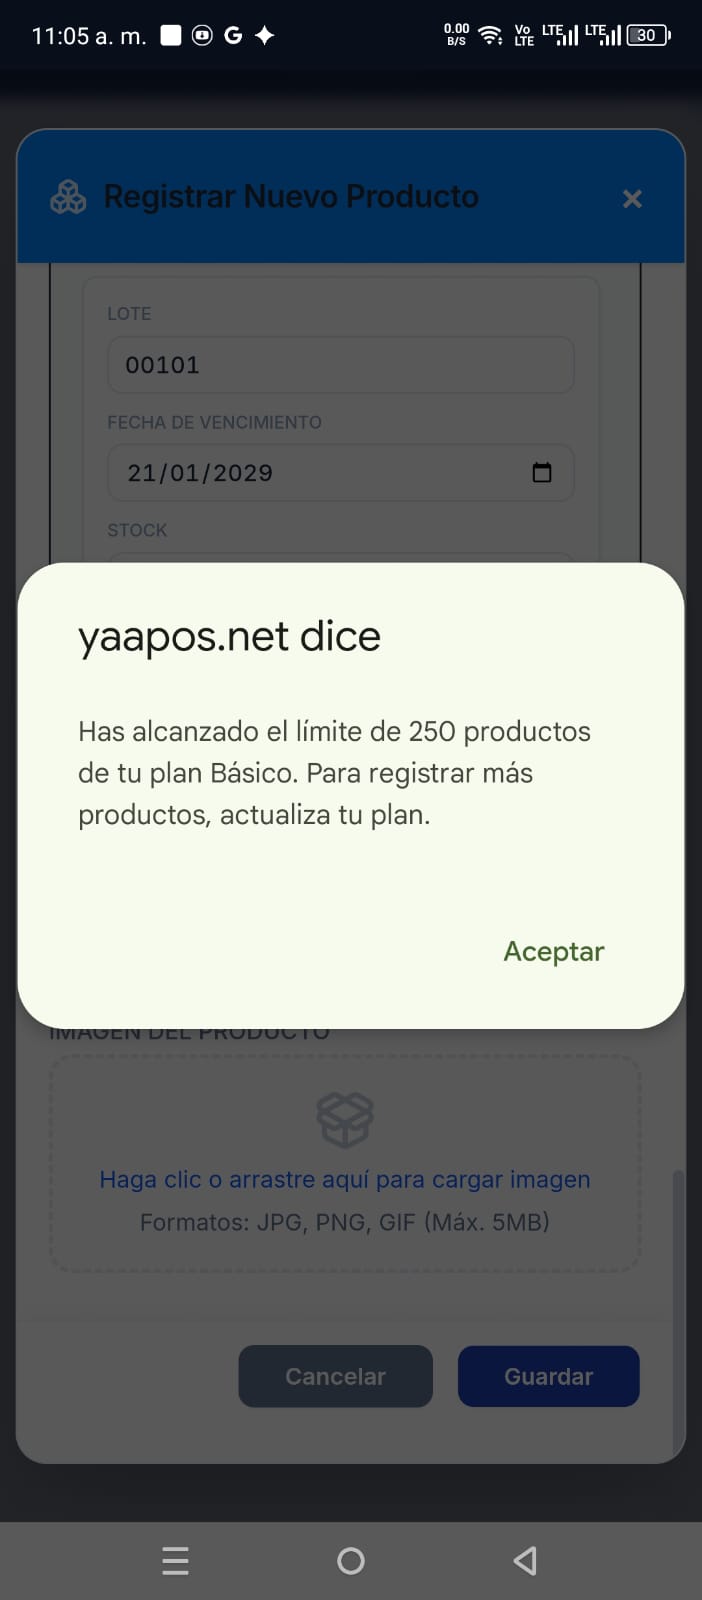 11:05 a. m.
0.00 B/S
Vo LTE
LTE
LTE
30
Registrar Nuevo Producto
LOTE
00101
FECHA DE VENCIMIENTO
21/01/2029
STOCK
yaapos.net dice
Has alcanzado el límite de 250 productos
de tu plan Básico. Para registrar más
productos, actualiza tu plan.
Aceptar
IMAGEN DEL PRODUCTO
Haga clic o arrastre aquí para cargar imagen
Formatos: JPG, PNG, GIF (Máx. 5MB)
Cancelar
Guardar